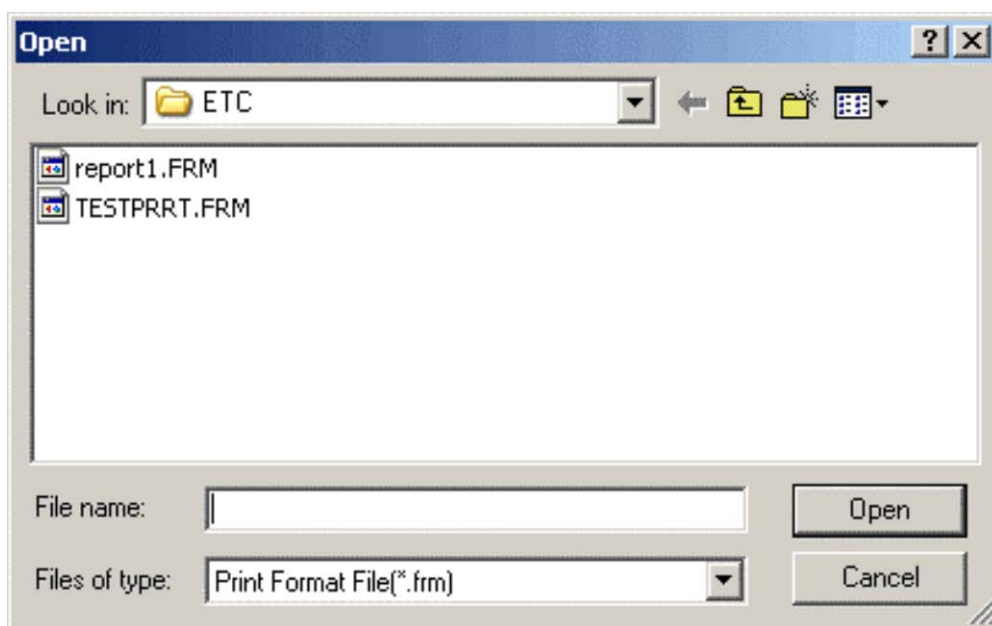 Open
Look in: ETC
report1.FRM
TESTPRRT.FRM
File name: Open
Files of type: Print Format File(*.frm) Cancel